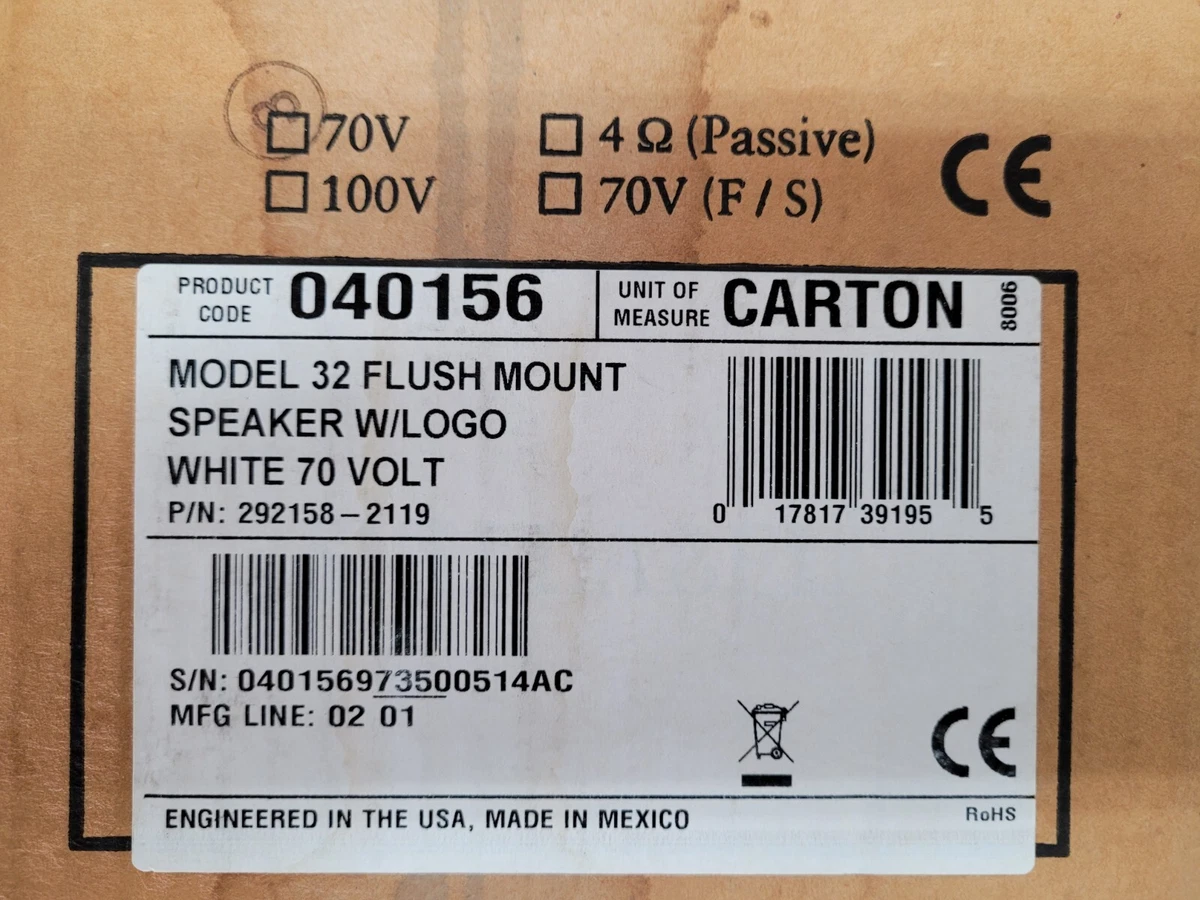 70V
4 Ω (Passive)
100V
70V (F / S)
CE
PRODUCT CODE 040156
UNIT OF MEASURE CARTON
8006
MODEL 32 FLUSH MOUNT
SPEAKER W/LOGO
WHITE 70 VOLT
P/N: 292158–2119
0 17817 39195 5
S/N: 040156973500514AC
MFG LINE: 02 01
CE
ENGINEERED IN THE USA, MADE IN MEXICO
RoHS